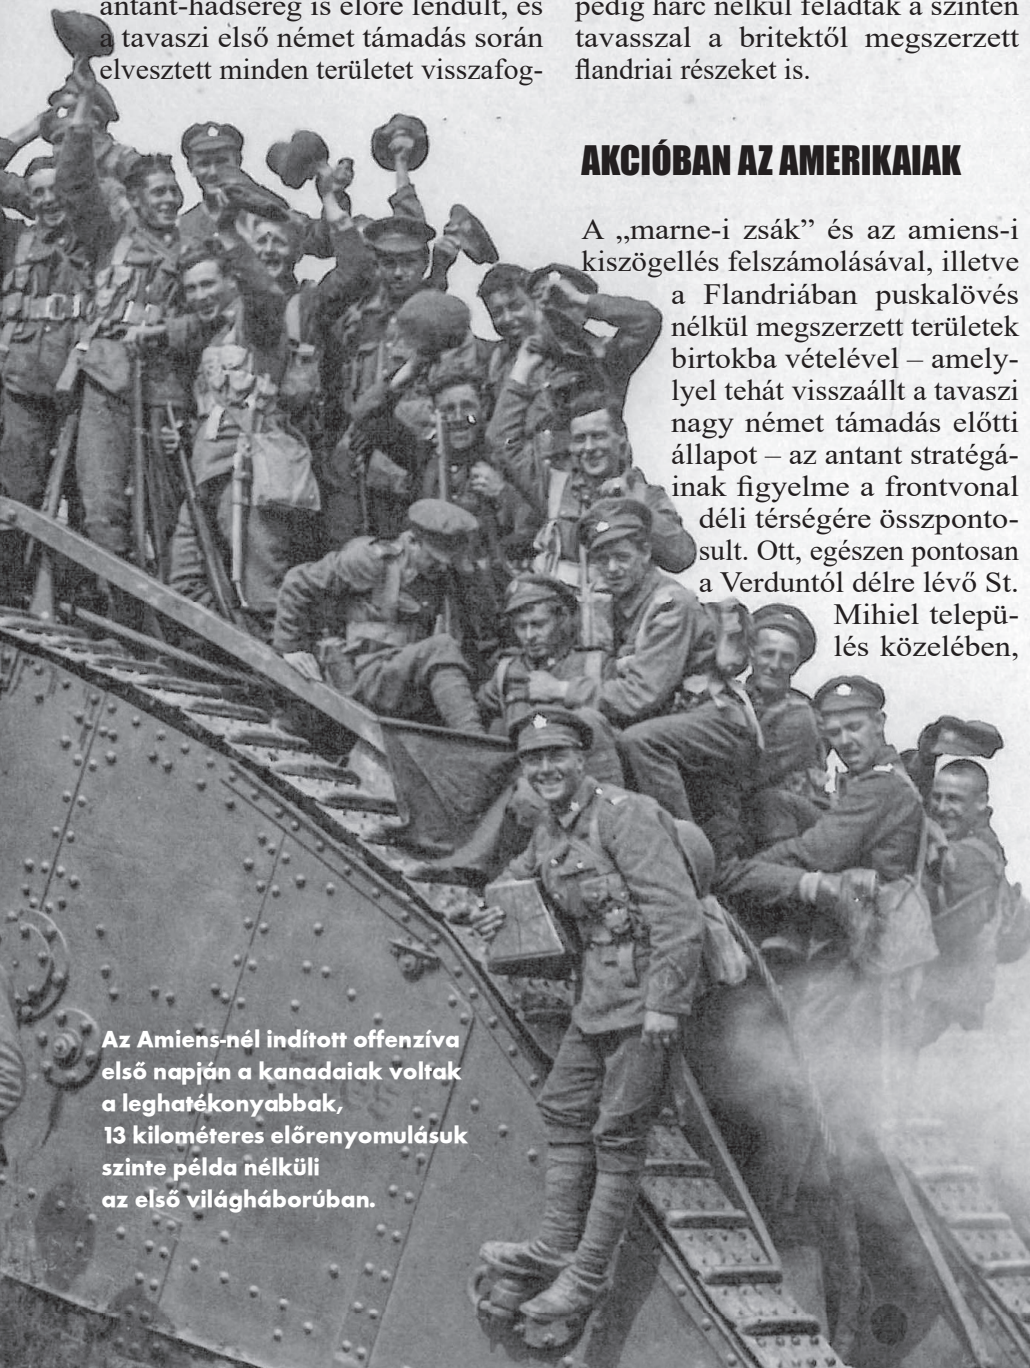 antant-hadsereg is előre lendült, és
a tavaszi első német támadás során
elvesztett minden területet visszafog-
pedig harc nélkül feladták a szintén
tavasszal a britektől megszerzett
flandriai részeket is.
AKCIÓBAN AZ AMERIKAIAK
A „marne-i zsák” és az amiens-i
kiszögellés felszámolásával, illetve
a Flandriában puskalövés
nélkül megszerzett területek
birtokba vételével – amely-
lyel tehát visszaállt a tavaszi
nagy német támadás előtti
állapot – az antant stratégá-
inak figyelme a frontvonal
déli térségére összponto-
sult. Ott, egészen pontosan
a Verduntól délre lévő St.
Mihiel telepü-
lés közelében,
Az Amiens-nél indított offenzíva
első napján a kanadaiak voltak
a leghatékonyabbak,
13 kilométeres előrenyomulásuk
szinte példa nélküli
az első világháborúban.